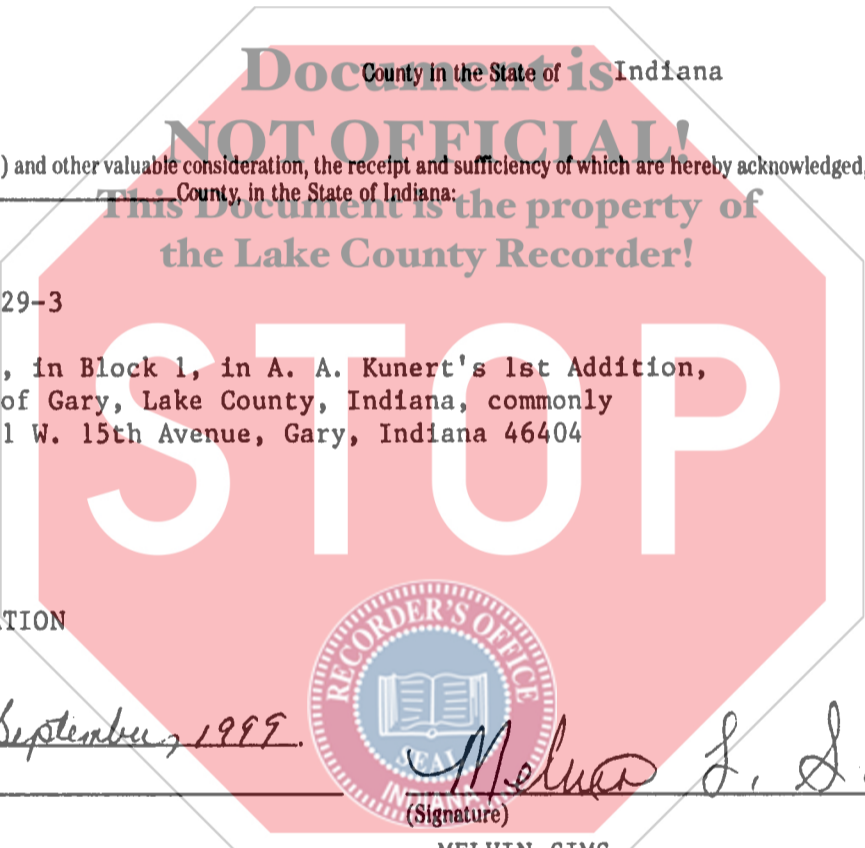 Document is
County in the State of Indiana
NOT OFFICIAL!
) and other valuable consideration, the receipt and sufficiency of which are hereby acknowledged,
County, in the State of Indiana:
This Document is the property of
the Lake County Recorder!
29-3
STOP
, in Block 1, in A. A. Kunert's 1st Addition,
of Gary, Lake County, Indiana, commonly
1 W. 15th Avenue, Gary, Indiana 46404
TION
RECORDER'S OFFICE
SEAL
INDIANA
September, 1999.
Melvin L. S.
(Signature)
MELVIN SIMS